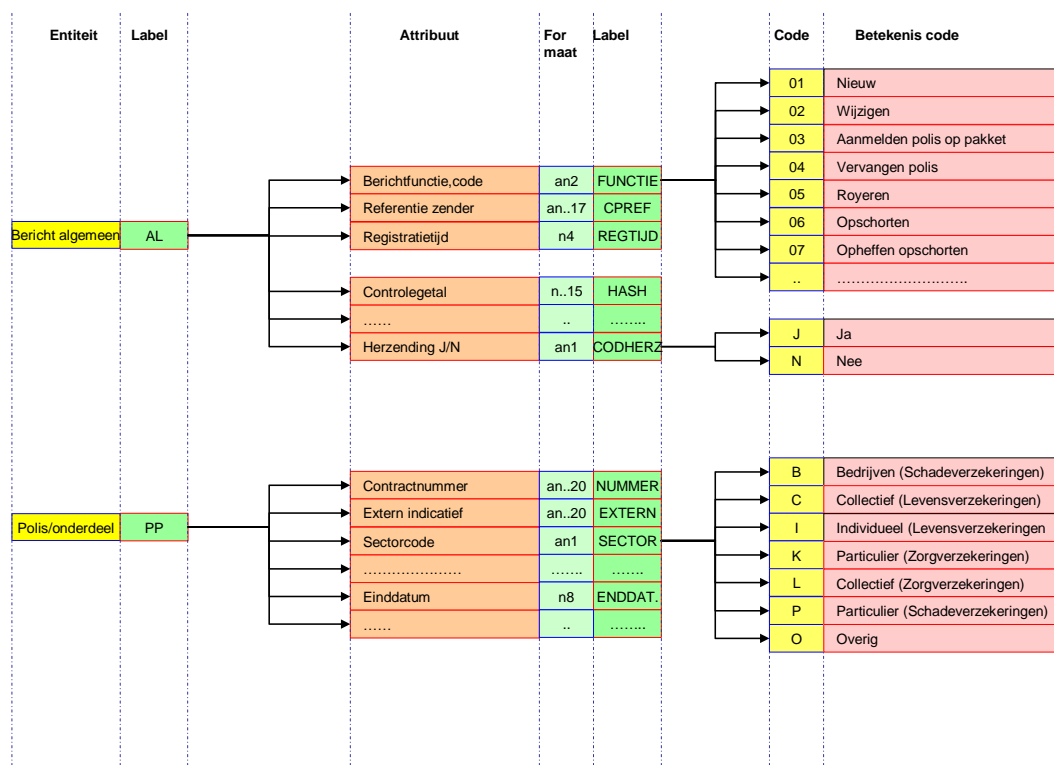 Entiteit Label Attribuut For maat Label Code Betekenis code
01 Nieuw
02 Wijzigen
03 Aanmelden polis op pakket
Berichtfunctie,code an2 FUNCTIE 04 Vervangen polis
Referentie zender an..17 CPREF 05 Royeren
Bericht algemeen AL Registratietijd n4 REGTIJD 06 Opschorten
07 Opheffen opschorten
Controlegetal n..15 HASH .. ……………………….
…... .. ……..
Herzending J/N an1 CODHERZ J Ja
N Nee
B Bedrijven (Schadeverzekeringen)
Contractnummer an..20 NUMMER C Collectief (Levensverzekeringen)
Extern indicatief an..20 EXTERN I Individueel (Levensverzekeringen
Polis/onderdeel PP Sectorcode an1 SECTOR K Particulier (Zorgverzekeringen)
………………… ……. ……. L Collectief (Zorgverzekeringen)
Einddatum n8 ENDDAT. P Particulier (Schadeverzekeringen)
…… .. …….. O Overig